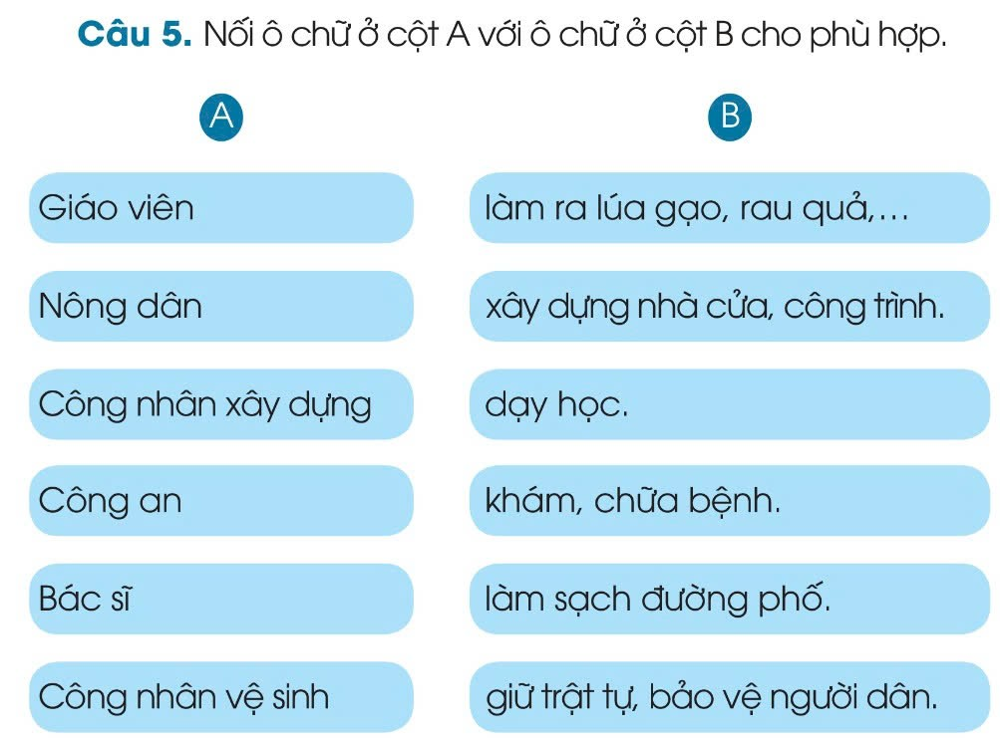 Câu 5. Nối ô chữ ở cột A với ô chữ ở cột B cho phù hợp.
A
B
Giáo viên
làm ra lúa gạo, rau quả,...
Nông dân
xây dựng nhà cửa, công trình.
Công nhân xây dựng
dạy học.
Công an
khám, chữa bệnh.
Bác sĩ
làm sạch đường phố.
Công nhân vệ sinh
giữ trật tự, bảo vệ người dân.